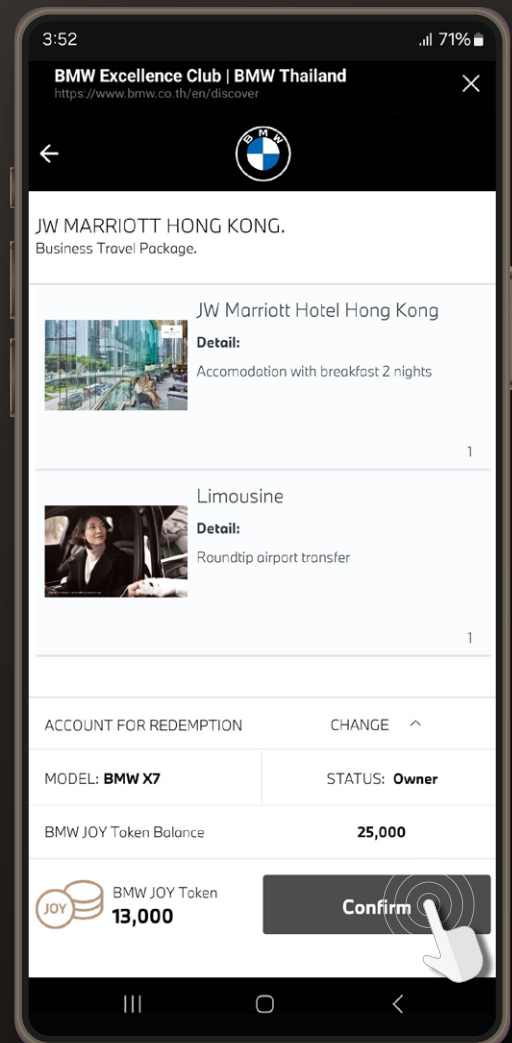 3:52
71%
BMW Excellence Club | BMW Thailand
https://www.bmw.co.th/en/discover
BMW
JW MARRIOTT HONG KONG.
Business Travel Package.
JW Marriott Hotel Hong Kong
Detail:
Accomodation with breakfast 2 nights
1
Limousine
Detail:
Roundtip airport transfer
1
ACCOUNT FOR REDEMPTION CHANGE
MODEL: BMW X7 STATUS: Owner
BMW JOY Token Balance 25,000
JOY
BMW JOY Token
13,000
Confirm